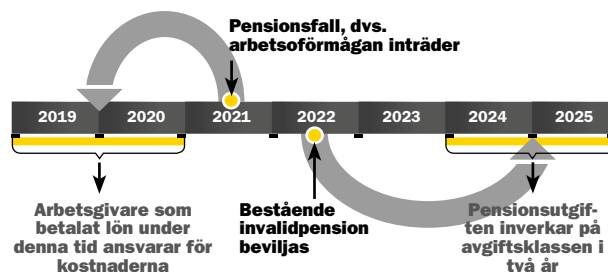 Pensionsfall, dvs.
arbetsoförmågan inträder
2019 2020 2021 2022 2023 2024 2025
Arbetsgivare som
betalat lön under
denna tid ansvarar för
kostnaderna
Bestående
invalidpension
beviljas
Pensionsutgif-
ten inverkar på
avgiftsklassen i
två år